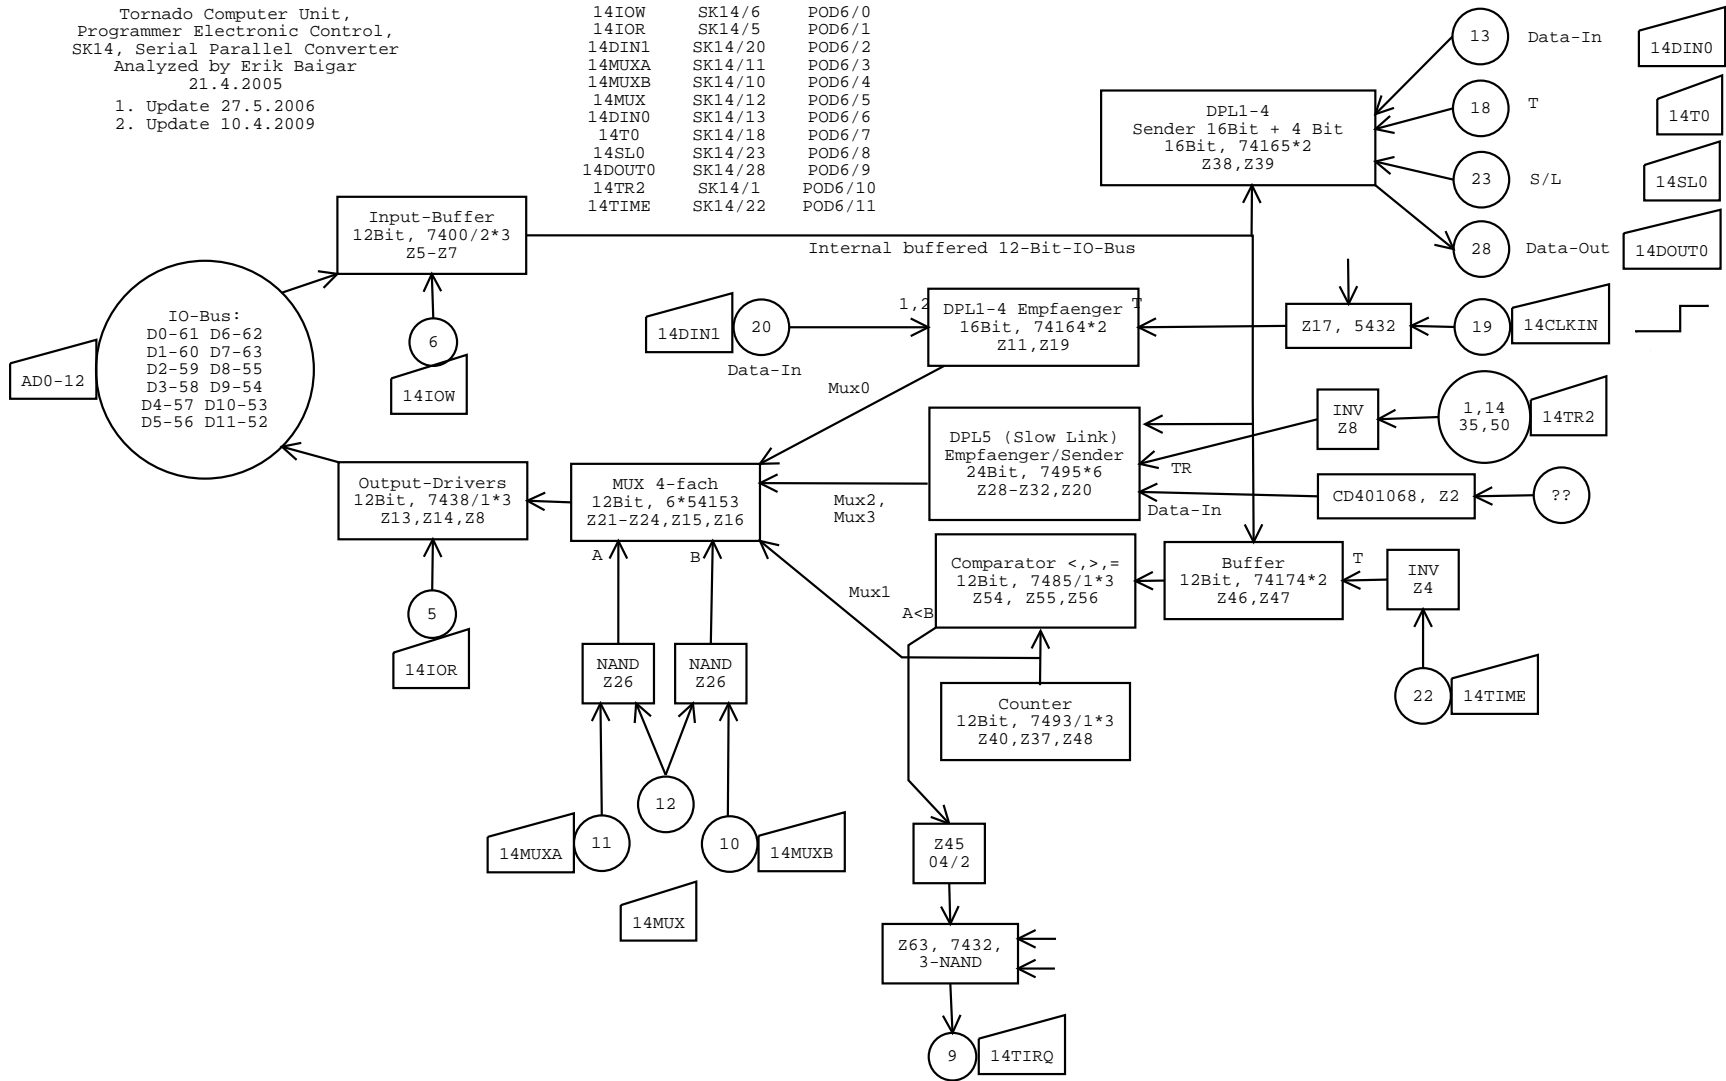 Tornado Computer Unit,
Programmer Electronic Control,
SK14, Serial Parallel Converter
Analyzed by Erik Baigar
21.4.2005
1. Update 27.5.2006
2. Update 10.4.2009
14IOW SK14/6 POD6/0
14IOR SK14/5 POD6/1
14DIN1 SK14/20 POD6/2
14MUXA SK14/11 POD6/3
14MUXB SK14/10 POD6/4
14MUX SK14/12 POD6/5
14DIN0 SK14/13 POD6/6
14T0 SK14/18 POD6/7
14SL0 SK14/23 POD6/8
14DOUT0 SK14/28 POD6/9
14TR2 SK14/1 POD6/10
14TIME SK14/22 POD6/11
DPL1-4
Sender 16Bit + 4 Bit
16Bit, 74165*2
Z38,Z39
13 Data-In 14DIN0
18 T 14T0
23 S/L 14SL0
28 Data-Out 14DOUT0
Input-Buffer
12Bit, 7400/2*3
Z5-Z7
Internal buffered 12-Bit-IO-Bus
IO-Bus:
D0-61 D6-62
D1-60 D7-63
D2-59 D8-55
D3-58 D9-54
D4-57 D10-53
D5-56 D11-52
AD0-12
6
14IOW
14DIN1
20
Data-In
1,2
DPL1-4 Empfaenger
16Bit, 74164*2
Z11,Z19
T
Z17, 5432
19
14CLKIN
Mux0
DPL5 (Slow Link)
Empfaenger/Sender
24Bit, 7495*6
Z28-Z32,Z20
INV
Z8
1,14
35,50
14TR2
TR
Data-In
CD401068, Z2
??
Output-Drivers
12Bit, 7438/1*3
Z13,Z14,Z8
MUX 4-fach
12Bit, 6*54153
Z21-Z24,Z15,Z16
Mux2,
Mux3
A
B
Mux1
Comparator <,>,=
12Bit, 7485/1*3
Z54, Z55,Z56
A<B
Buffer
12Bit, 74174*2
Z46,Z47
T
INV
Z4
5
14IOR
NAND
Z26
NAND
Z26
Counter
12Bit, 7493/1*3
Z40,Z37,Z48
22
14TIME
12
14MUXA
11
10
14MUXB
14MUX
Z45
04/2
Z63, 7432,
3-NAND
9
14TIRQ